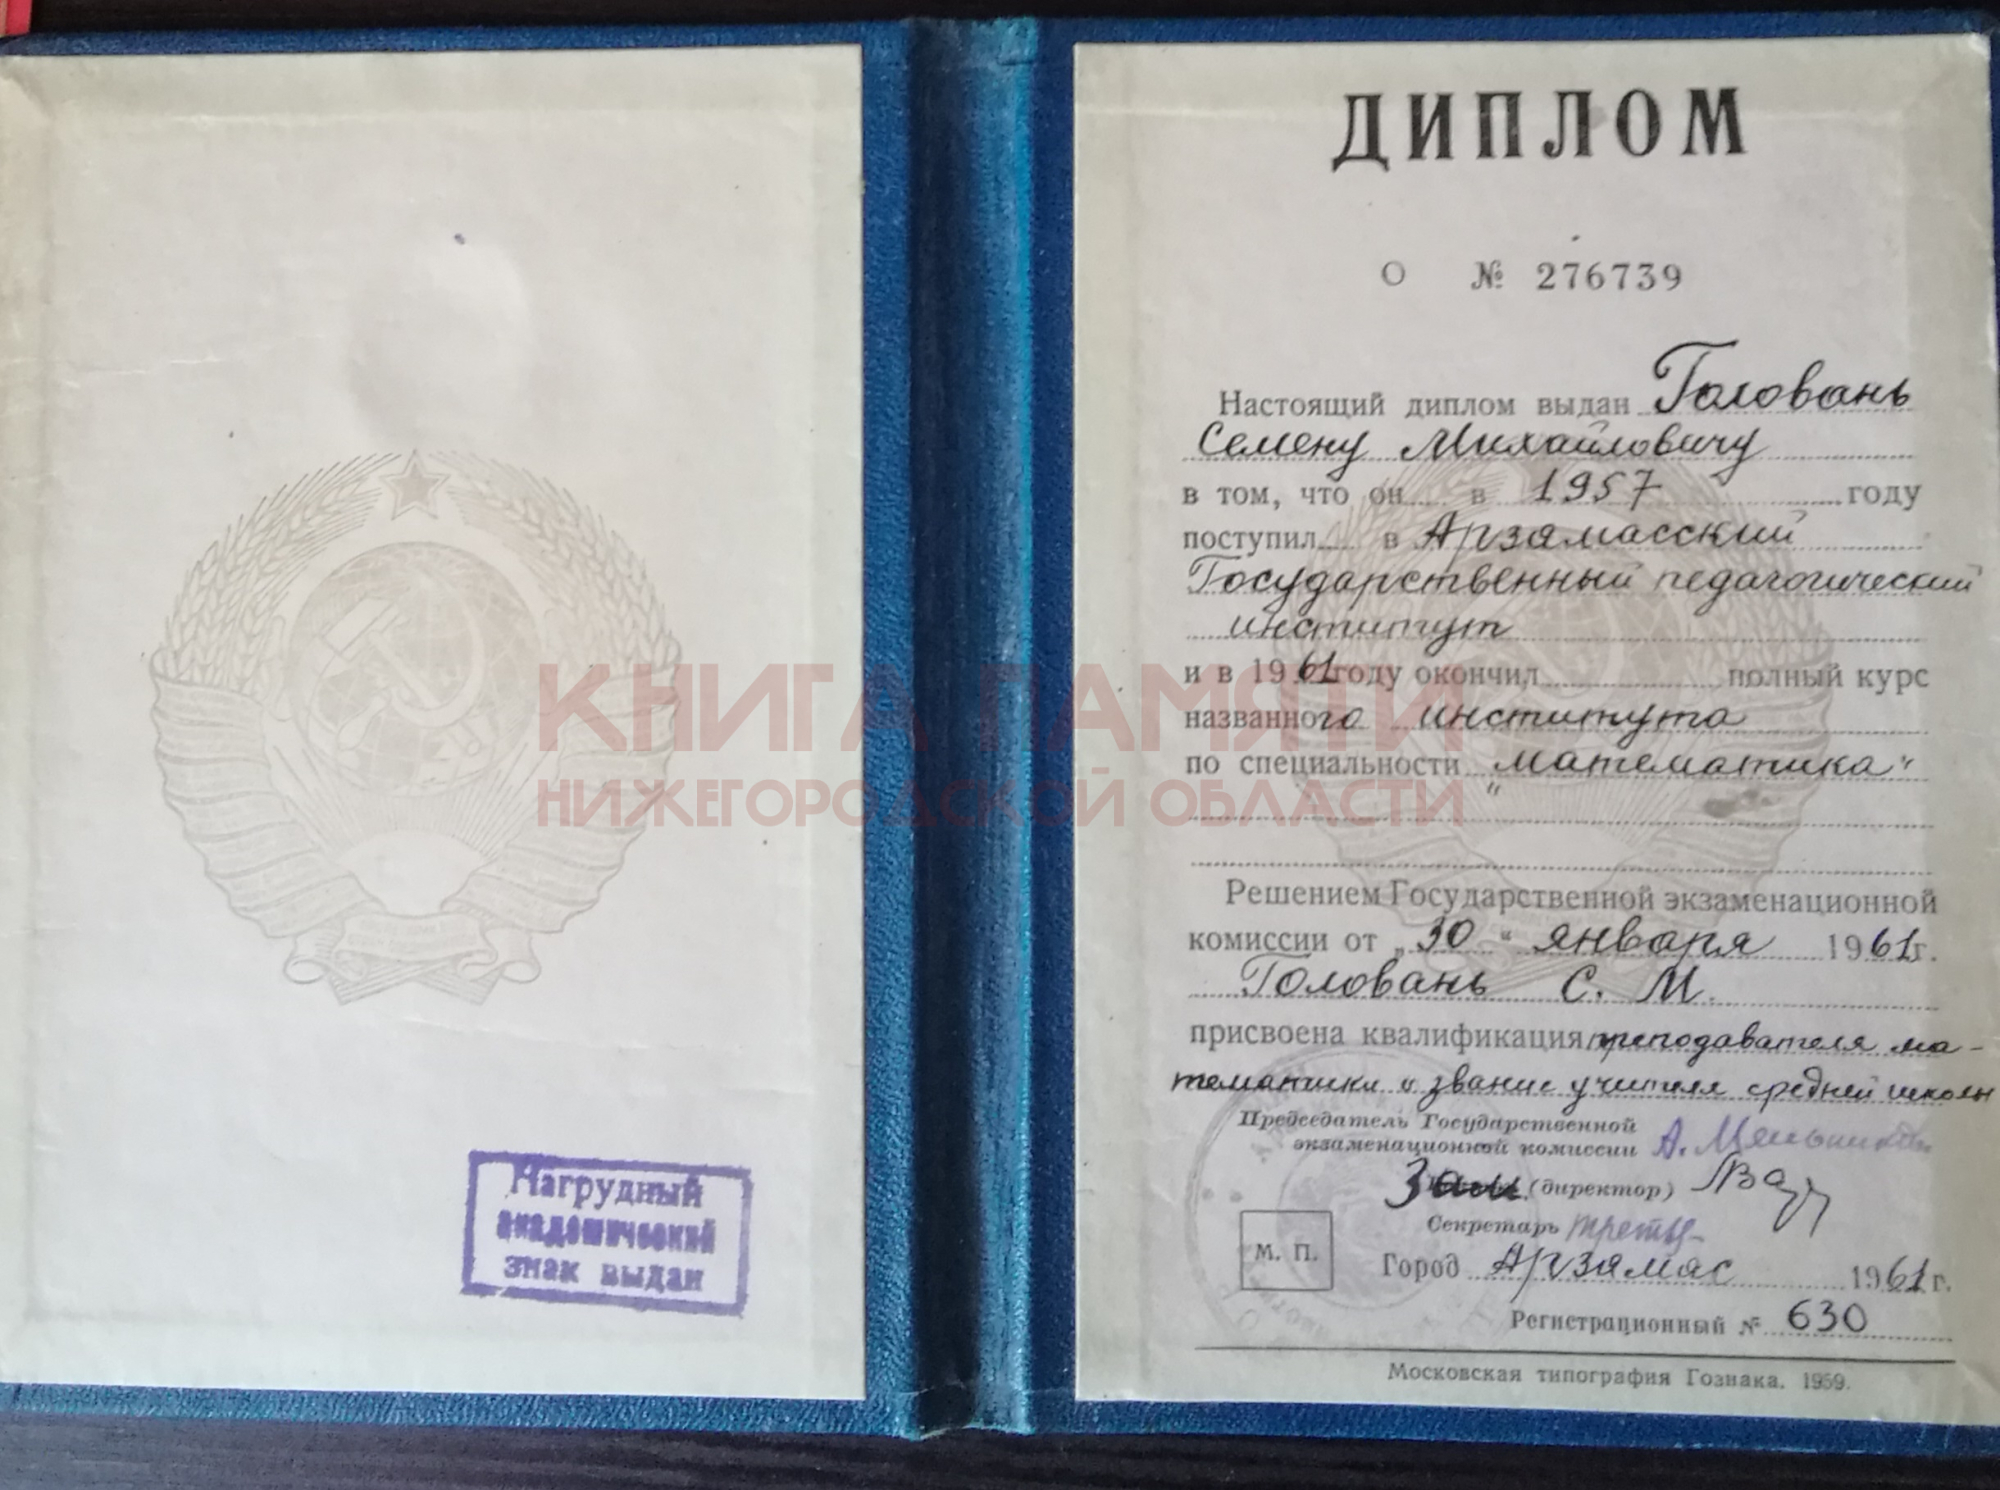 Нагрудный
академический
знак выдан
ДИПЛОМ
О № 276739
Настоящий диплом выдан Головань
Семену Михайловичу
в том, что он в 1957 году
поступил в Арзамасский
Государственный педагогический
институт
и в 1961 году окончил полный курс
названного института
по специальности „математика“
Решением Государственной экзаменационной
комиссии от „30“ января 1961 г.
Головань С. М.
присвоена квалификация преподавателя ма-
тематики и звание учителя средней школы
Председатель Государственной
экзаменационной комиссии А.
Зам. (директор)
Секретарь
М. П.
Город Арзамас 1961 г.
Регистрационный № 630
Московская типография Гознака. 1959.
КНИГА ПАМЯТИ
НИЖЕГОРОДСКОЙ ОБЛАСТИ